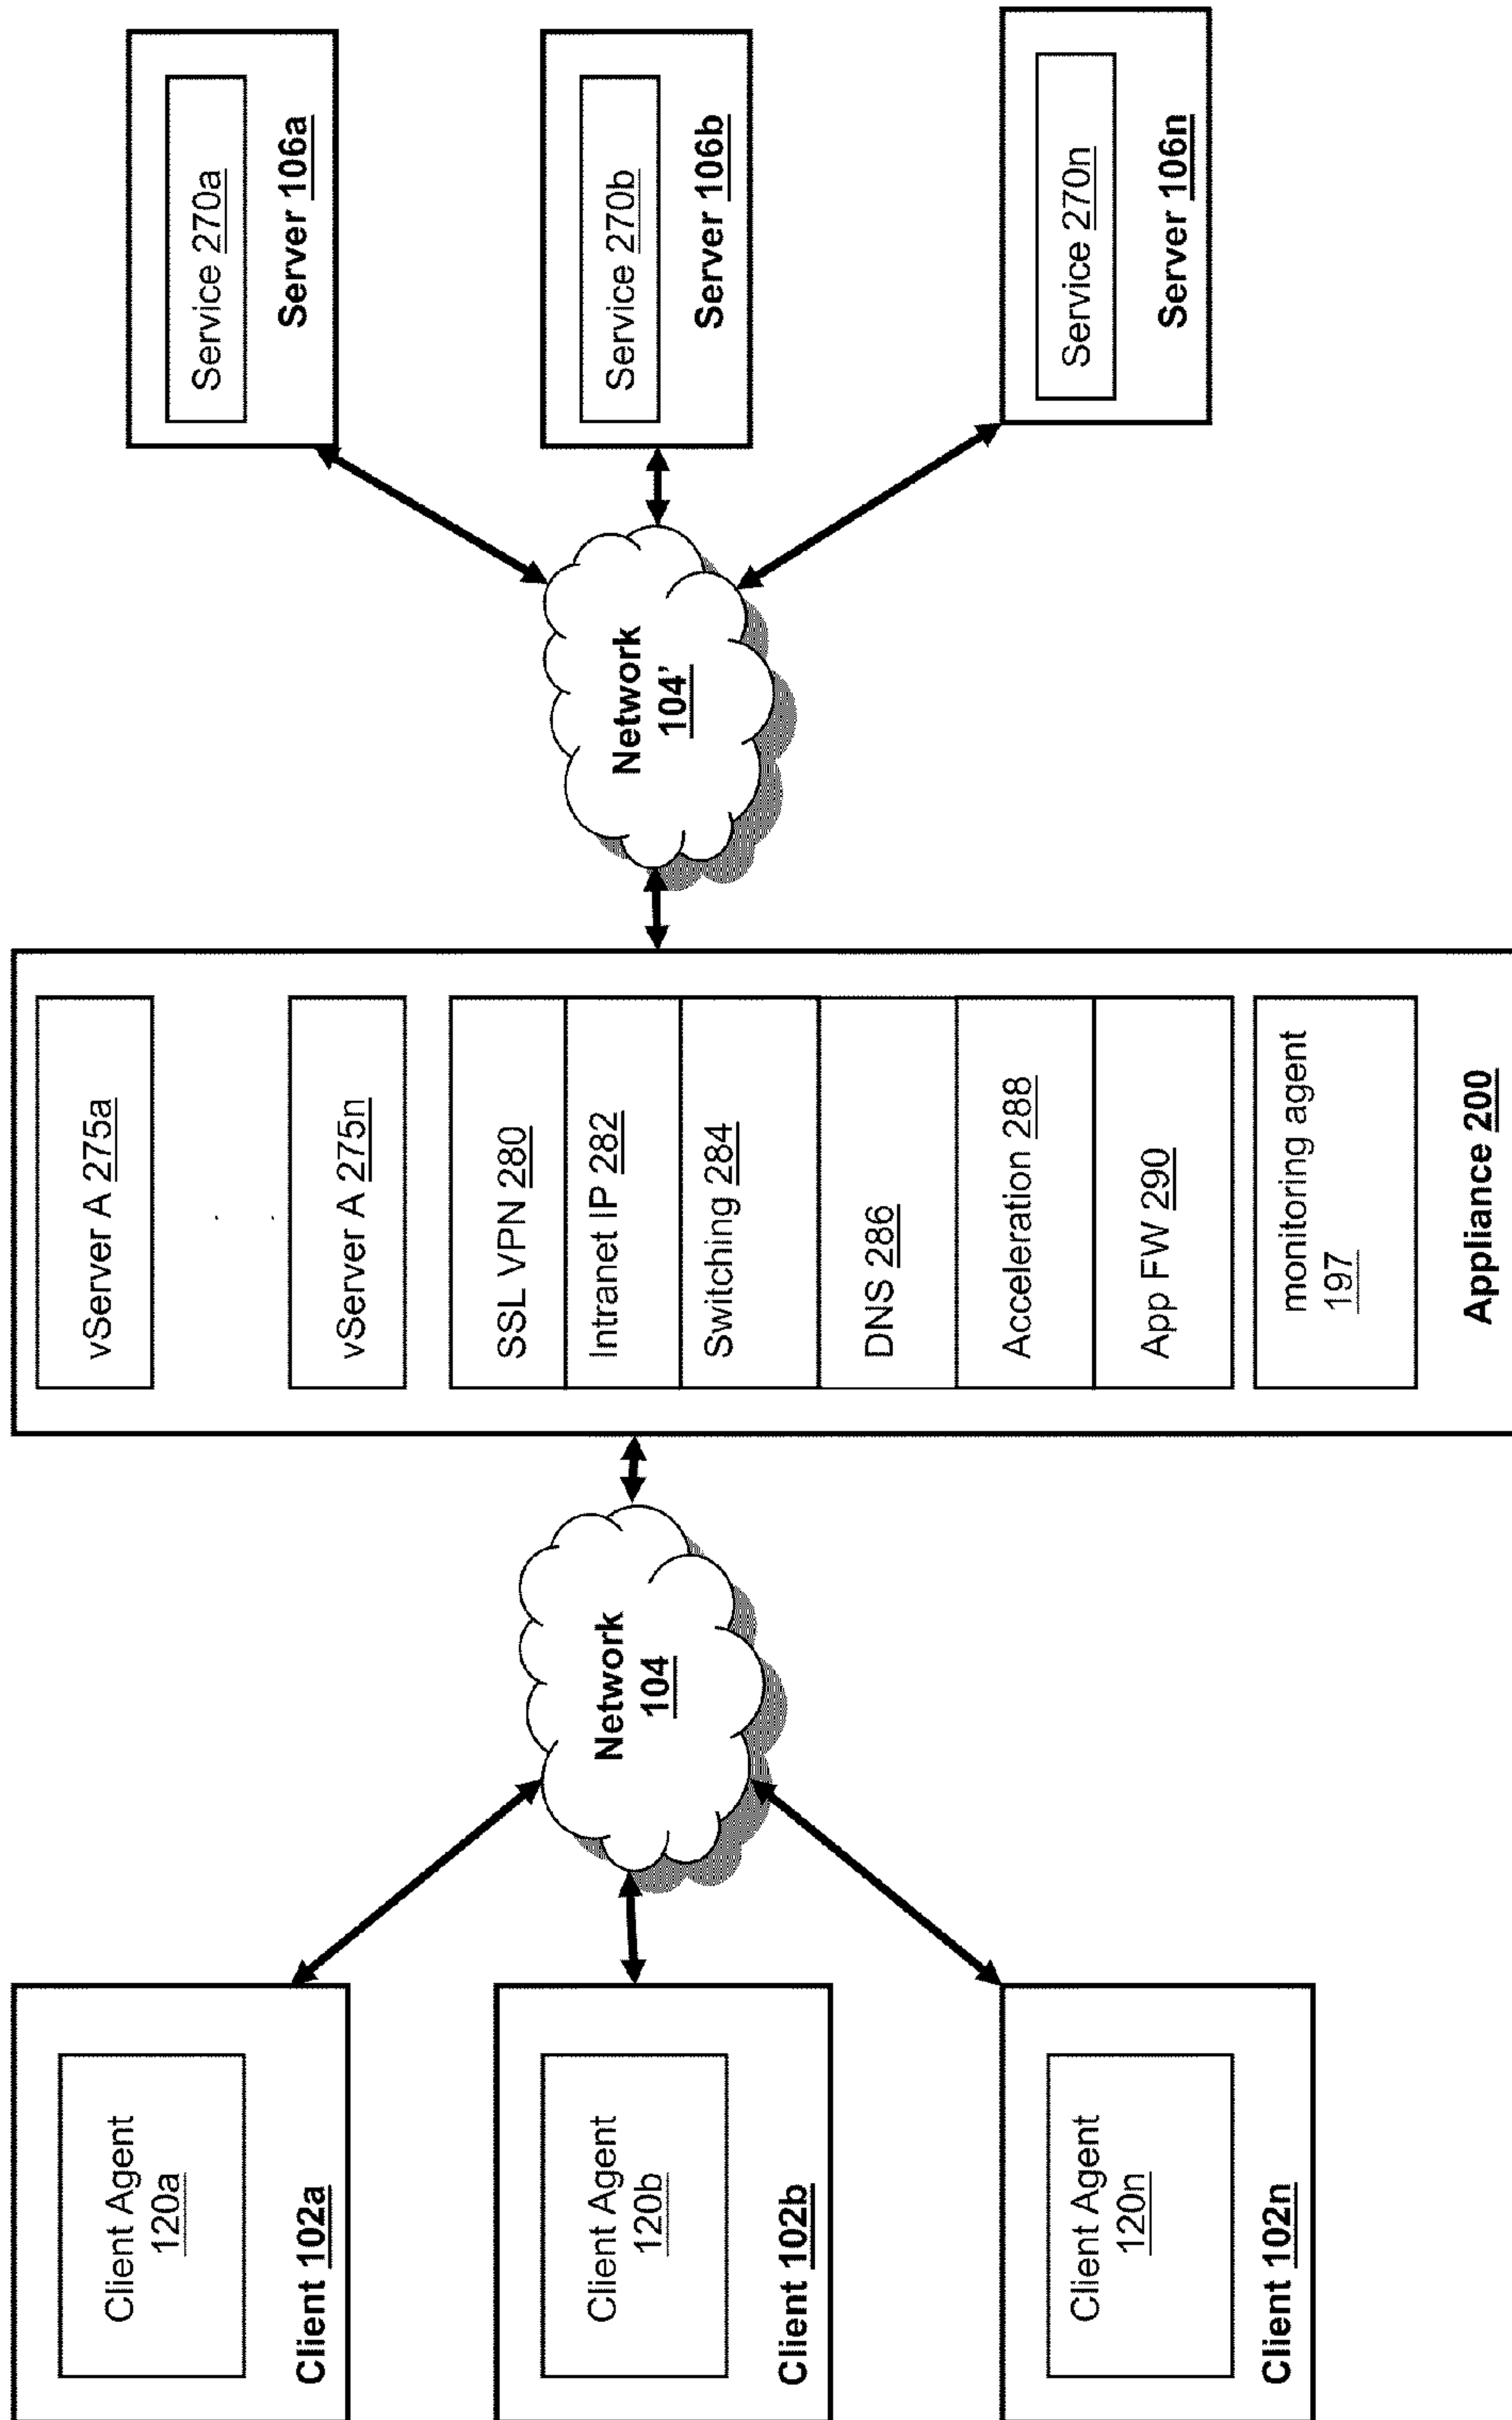 Client Agent
120a
Client 102a
Client Agent
120b
Client 102b
Client Agent
120n
Client 102n
Network
104
vServer A 275a
vServer A 275n
SSL VPN 280
Intranet IP 282
Switching 284
DNS 286
Acceleration 288
App FW 290
monitoring agent
197
Appliance 200
Network
104'
Service 270a
Server 106a
Service 270b
Server 106b
Service 270n
Server 106n